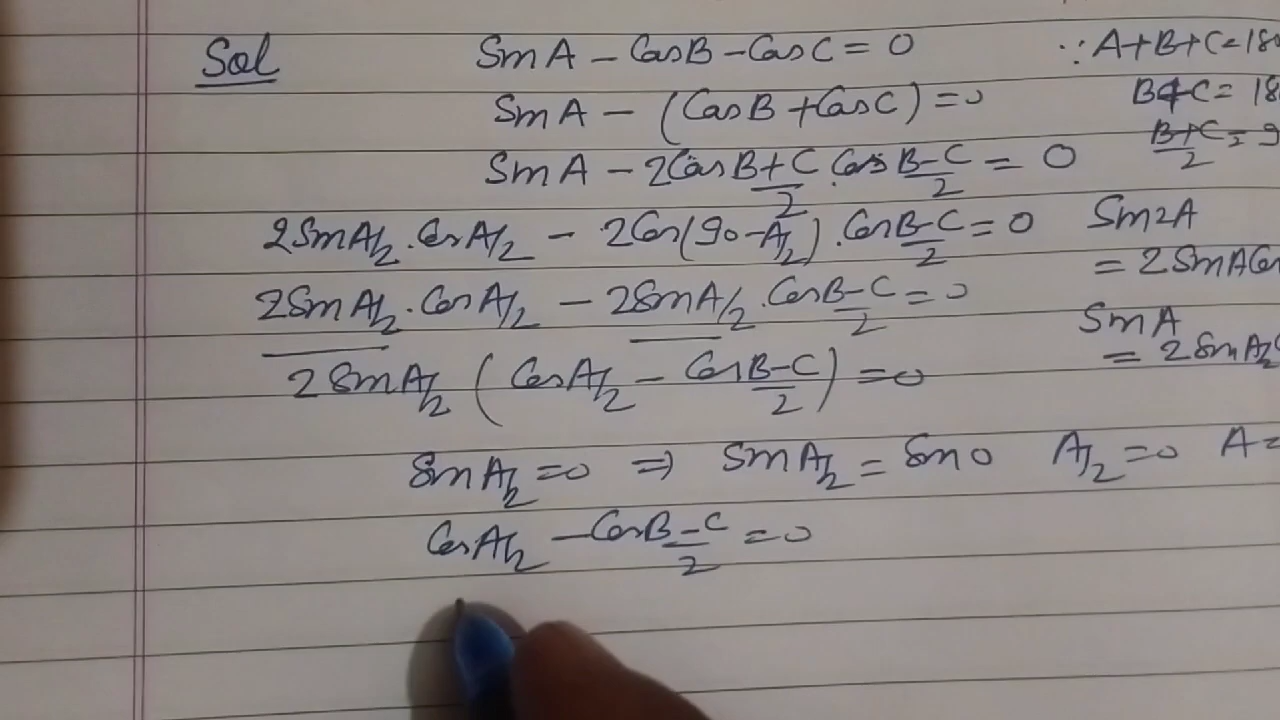 Sol SinA - CosB - CosC = 0 ∵ A+B+C=180
SinA - (CosB + CosC) = 0 B+C = 18
SinA - 2Cos B+C/2 . Cos B-C/2 = 0 B+C/2 = 9
2SinA/2 . CosA/2 - 2Cos(90-A/2) . Cos B-C/2 = 0 Sin2A
= 2SinACos
2SinA/2 . CosA/2 - 2SinA/2 . Cos B-C/2 = 0 SinA
= 2SinA/2 C
2SinA/2 (CosA/2 - Cos B-C/2) = 0
SinA/2 = 0 ⇒ SinA/2 = Sin0 A/2 = 0 A =
CosA/2 - Cos B-C/2 = 0